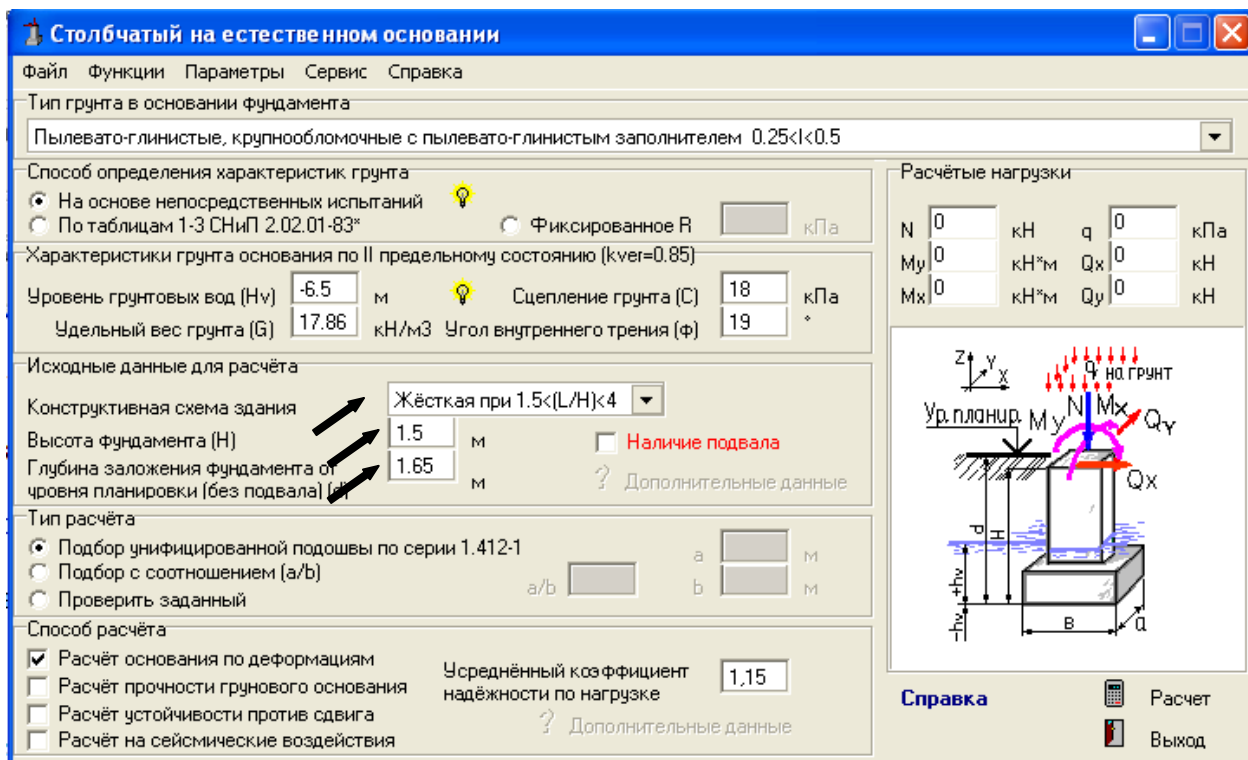 Столбчатый на естественном основании
Файл Функции Параметры Сервис Справка
Тип грунта в основании фундамента
Пылевато-глинистые, крупнообломочные с пылевато-глинистым заполнителем 0.25<I<0.5
Способ определения характеристик грунта
На основе непосредственных испытаний
По таблицам 1-3 СНиП 2.02.01-83*
Фиксированное R
кПа
Характеристики грунта основания по II предельному состоянию (kver=0.85)
Уровень грунтовых вод (Hv) -6.5 м
Сцепление грунта (C) 18 кПа
Удельный вес грунта (G) 17.86 кН/м3
Угол внутреннего трения (φ) 19 °
Исходные данные для расчёта
Конструктивная схема здания Жёсткая при 1.5<(L/H)<4
Высота фундамента (H) 1.5 м
Наличие подвала
Глубина заложения фундамента от
уровня планировки (без подвала) (d) 1.65 м
? Дополнительные данные
Тип расчёта
Подбор унифицированной подошвы по серии 1.412-1
a м
Подбор с соотношением (a/b)
a/b b м
Проверить заданный
Способ расчёта
Расчёт основания по деформациям
Расчёт прочности грунового основания
Расчёт устойчивости против сдвига
Расчёт на сейсмические воздействия
Усреднённый коэффициент
надёжности по нагрузке 1,15
? Дополнительные данные
Расчётые нагрузки
N 0 кН q 0 кПа
My 0 кН*м Qx 0 кН
Mx 0 кН*м Qy 0 кН
Z Y X
q на грунт
Ур.планир. My N Mx Qy
Qx
d H
+hv
-hv
B a
Справка
Расчет
Выход